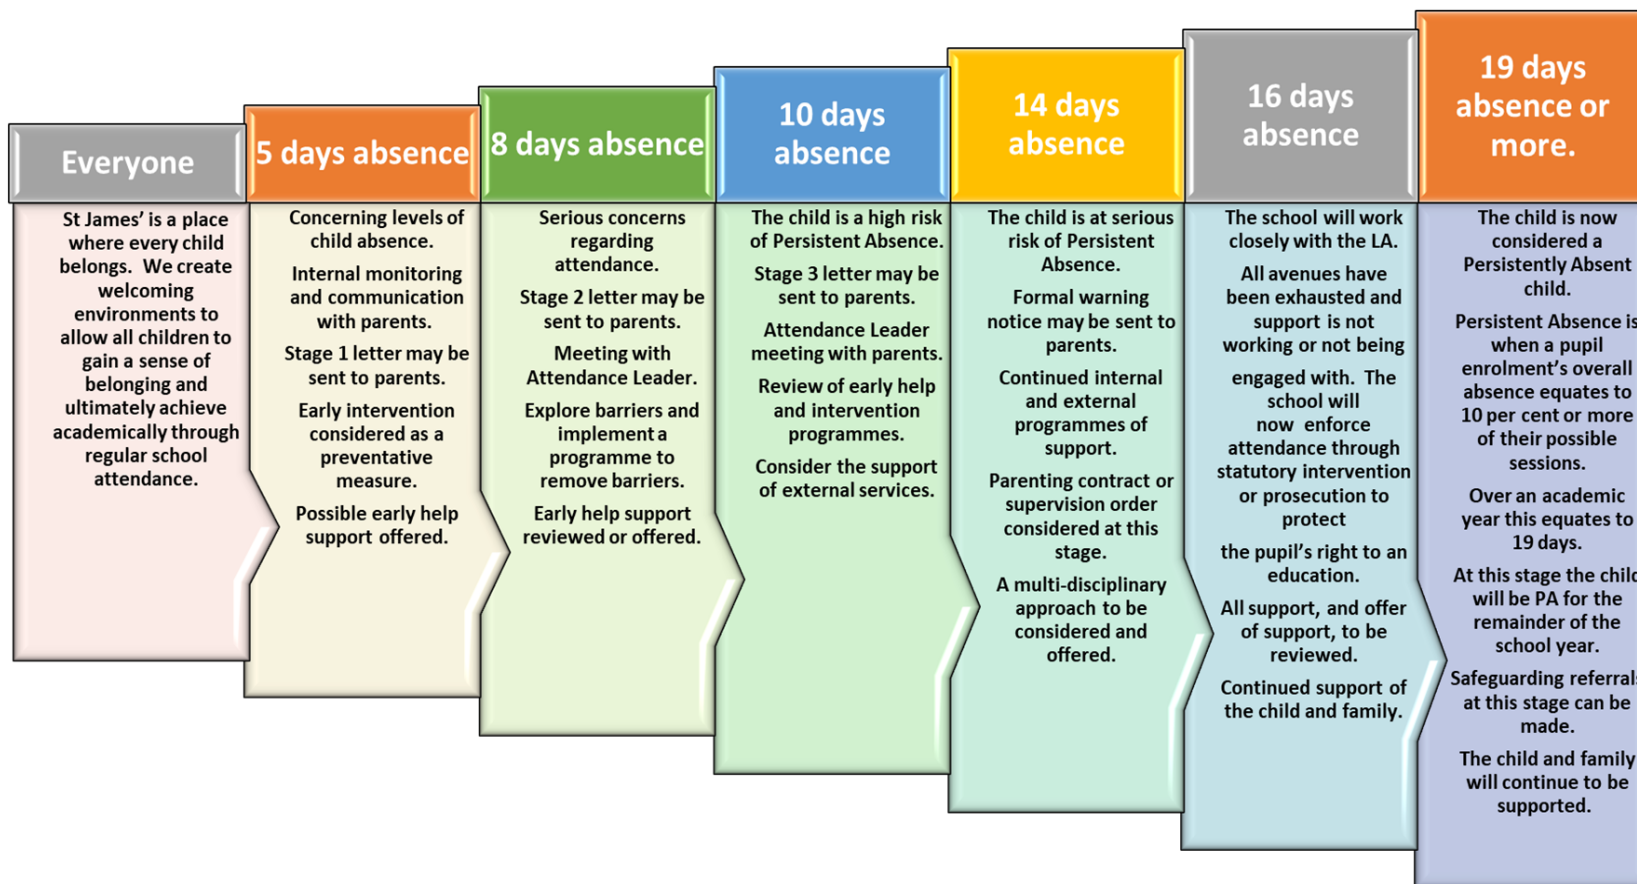 Everyone
St James’ is a place
where every child
belongs.  We create
welcoming
environments to
allow all children to
gain a sense of
belonging and
ultimately achieve
academically through
regular school
attendance.
5 days absence
Concerning levels of
child absence.
Internal monitoring
and communication
with parents.
Stage 1 letter may be
sent to parents.
Early intervention
considered as a
preventative
measure.
Possible early help
support offered.
8 days absence
Serious concerns
regarding
attendance.
Stage 2 letter may be
sent to parents.
Meeting with
Attendance Leader.
Explore barriers and
implement a
programme to
remove barriers.
Early help support
reviewed or offered.
10 days
absence
The child is a high risk
of Persistent Absence.
Stage 3 letter may be
sent to parents.
Attendance Leader
meeting with parents.
Review of early help
and intervention
programmes.
Consider the support
of external services.
14 days
absence
The child is at serious
risk of Persistent
Absence.
Formal warning
notice may be sent to
parents.
Continued internal
and external
programmes of
support.
Parenting contract or
supervision order
considered at this
stage.
A multi-disciplinary
approach to be
considered and
offered.
16 days
absence
The school will work
closely with the LA.
All avenues have
been exhausted and
support is not
working or not being
engaged with.  The
school will
now  enforce
attendance through
statutory intervention
or prosecution to
protect
the pupil’s right to an
education.
All support, and offer
of support, to be
reviewed.
Continued support of
the child and family.
19 days
absence or
more.
The child is now
considered a
Persistently Absent
child.
Persistent Absence is
when a pupil
enrolment’s overall
absence equates to
10 per cent or more
of their possible
sessions.
Over an academic
year this equates to
19 days.
At this stage the child
will be PA for the
remainder of the
school year.
Safeguarding referrals
at this stage can be
made.
The child and family
will continue to be
supported.